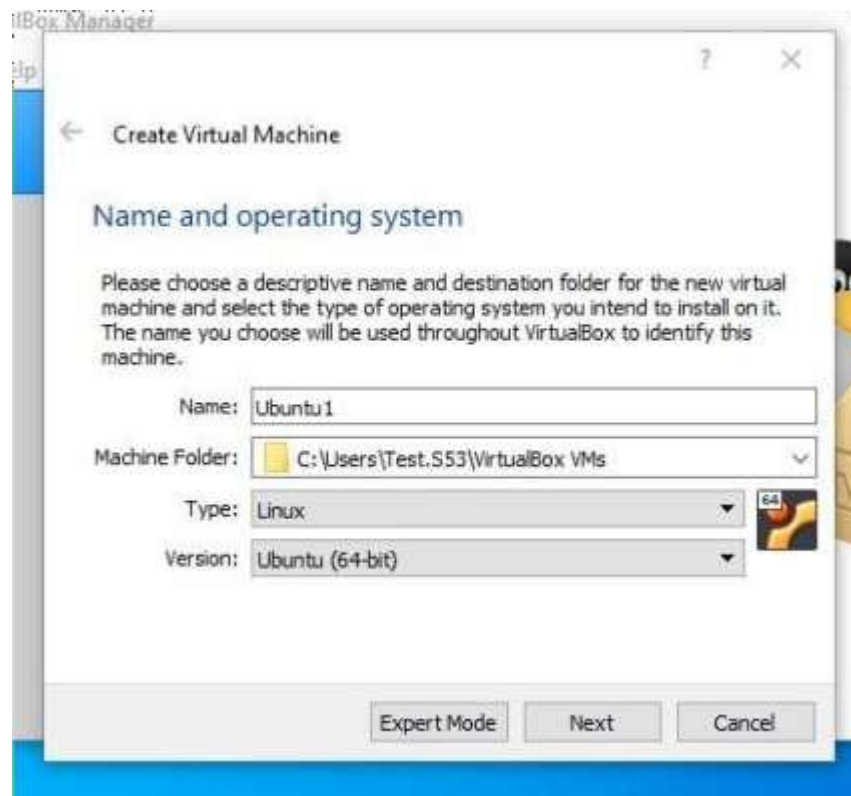 Box Manager
?
Create Virtual Machine
Name and operating system
Please choose a descriptive name and destination folder for the new virtual
machine and select the type of operating system you intend to install on it.
The name you choose will be used throughout VirtualBox to identify this
machine.
Name: Ubuntu1
Machine Folder: C:\Users\Test.S53\VirtualBox VMs
Type: Linux
64
Version: Ubuntu (64-bit)
Expert Mode Next Cancel